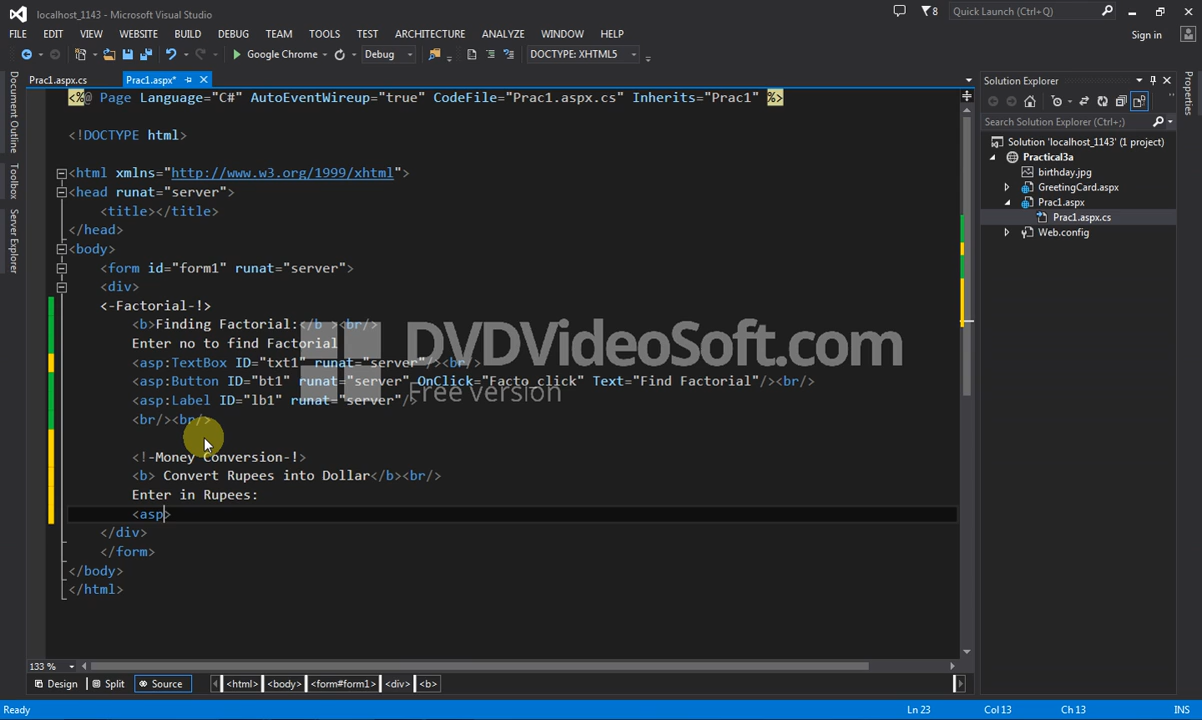 localhost_1143 - Microsoft Visual Studio
8
Quick Launch (Ctrl+Q)
FILE EDIT VIEW WEBSITE BUILD DEBUG TEAM TOOLS TEST ARCHITECTURE ANALYZE WINDOW HELP
Sign in
Google Chrome
Debug
DOCTYPE: XHTML5
Prac1.aspx.cs
Prac1.aspx*
Document Outline
Toolbox
Server Explorer
<%@ Page Language="C#" AutoEventWireup="true" CodeFile="Prac1.aspx.cs" Inherits="Prac1" %>
<!DOCTYPE html>
<html xmlns="http://www.w3.org/1999/xhtml">
<head runat="server">
<title></title>
</head>
<body>
<form id="form1" runat="server">
<div>
<-Factorial-!>
<b>Finding Factorial:</b ><br/>
Enter no to find Factorial
<asp:TextBox ID="txt1" runat="server"/><br/>
<asp:Button ID="bt1" runat="server" OnClick="Facto_click" Text="Find Factorial"/><br/>
<asp:Label ID="lb1" runat="server"/>
<br/><br/>
<!-Money Conversion-!>
<b> Convert Rupees into Dollar</b><br/>
Enter in Rupees:
<asp>
</div>
</form>
</body>
</html>
DVDVideoSoft.com
Free version
133 %
Design
Split
Source
<html> <body> <form#form1> <div> <b>
Solution Explorer
Search Solution Explorer (Ctrl+;)
Solution 'localhost_1143' (1 project)
Practical3a
birthday.jpg
GreetingCard.aspx
Prac1.aspx
Prac1.aspx.cs
Web.config
Properties
Ready
Ln 23
Col 13
Ch 13
INS